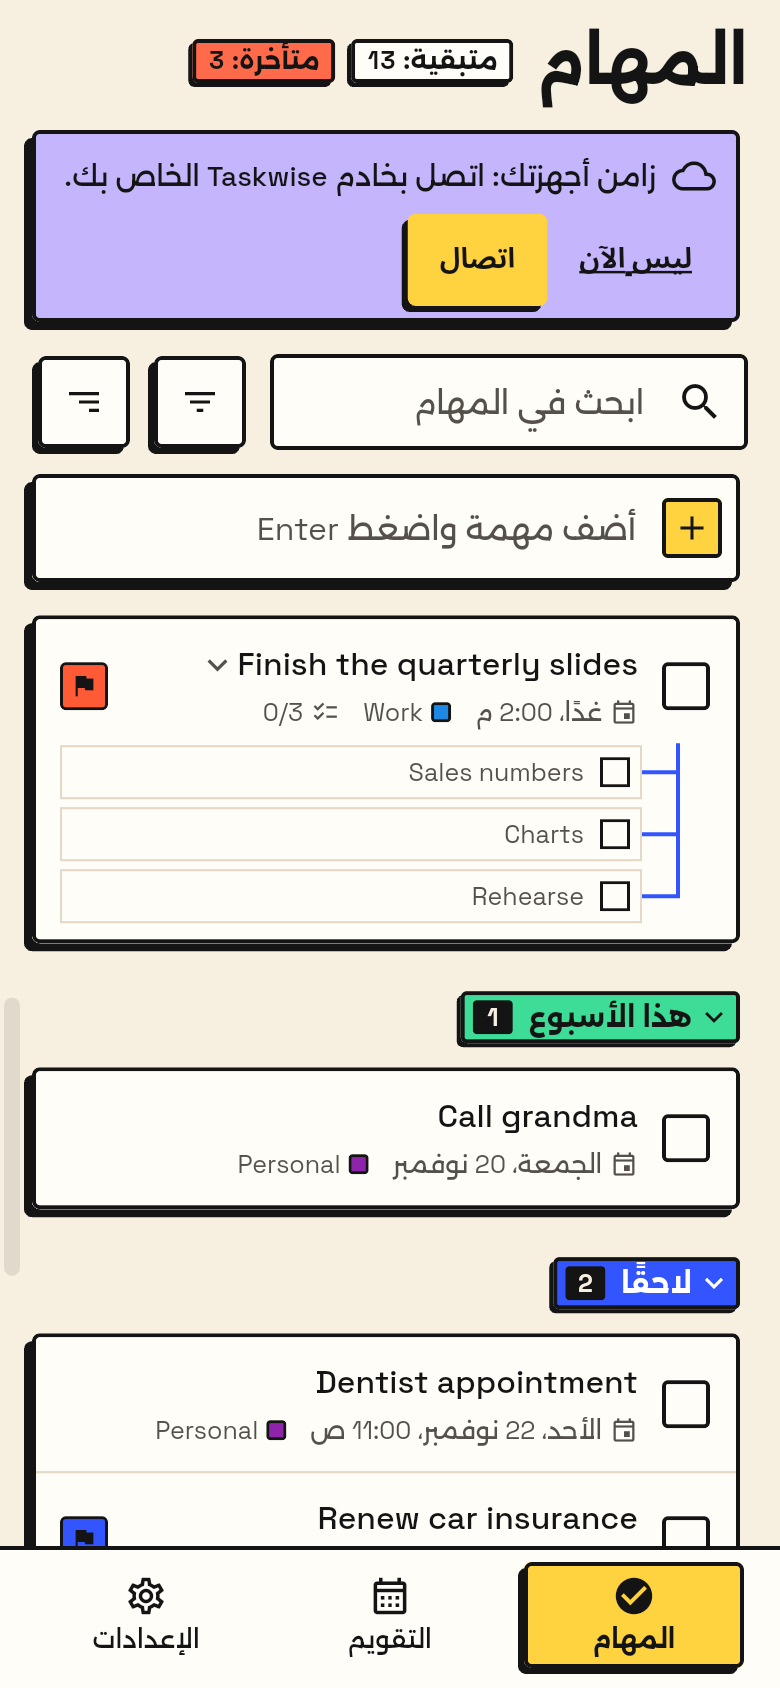 المهام
متبقية: 13
متأخرة: 3
زامن أجهزتك: اتصل بخادم Taskwise الخاص بك.
ليس الآن
اتصال
ابحث في المهام
أضف مهمة واضغط Enter
Finish the quarterly slides
غدًا، 2:00 م Work 0/3
Sales numbers
Charts
Rehearse
هذا الأسبوع 1
Call grandma
الجمعة، 20 نوفمبر Personal
لاحقًا 2
Dentist appointment
الأحد، 22 نوفمبر، 11:00 ص Personal
Renew car insurance
المهام
التقويم
الإعدادات